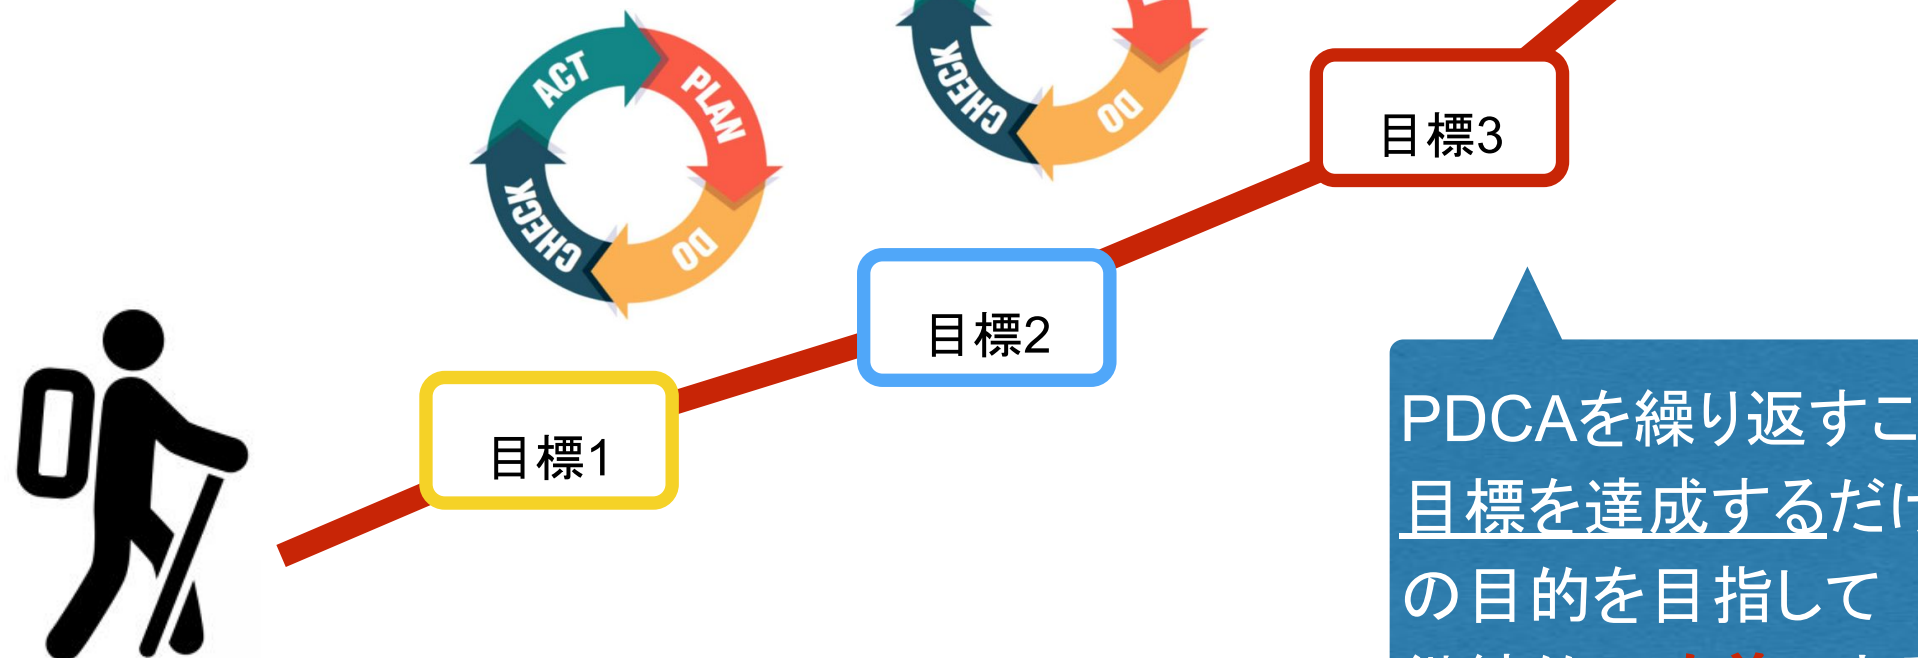 ACT
PLAN
DO
CHECK
CHECK
DO
目標3
目標2
目標1
PDCAを繰り返すこ
目標を達成するだけ
の目的を目指して